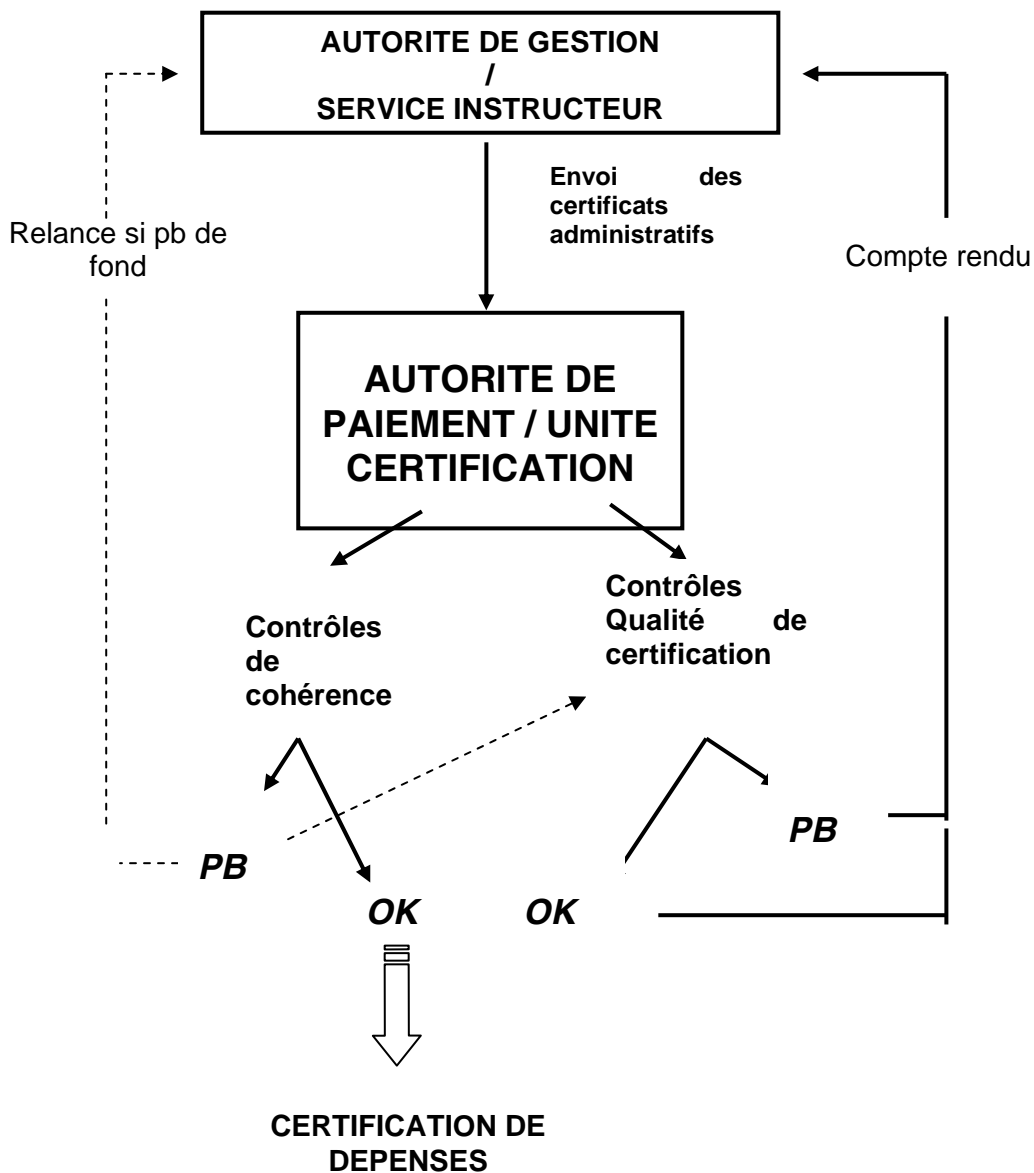 AUTORITE DE GESTION
/
SERVICE INSTRUCTEUR
Envoi des
certificats
administratifs
Relance si pb de
fond
Compte rendu
AUTORITE DE
PAIEMENT / UNITE
CERTIFICATION
Contrôles
de
cohérence
Contrôles
Qualité de
certification
PB
PB
OK
OK
CERTIFICATION DE
DEPENSES